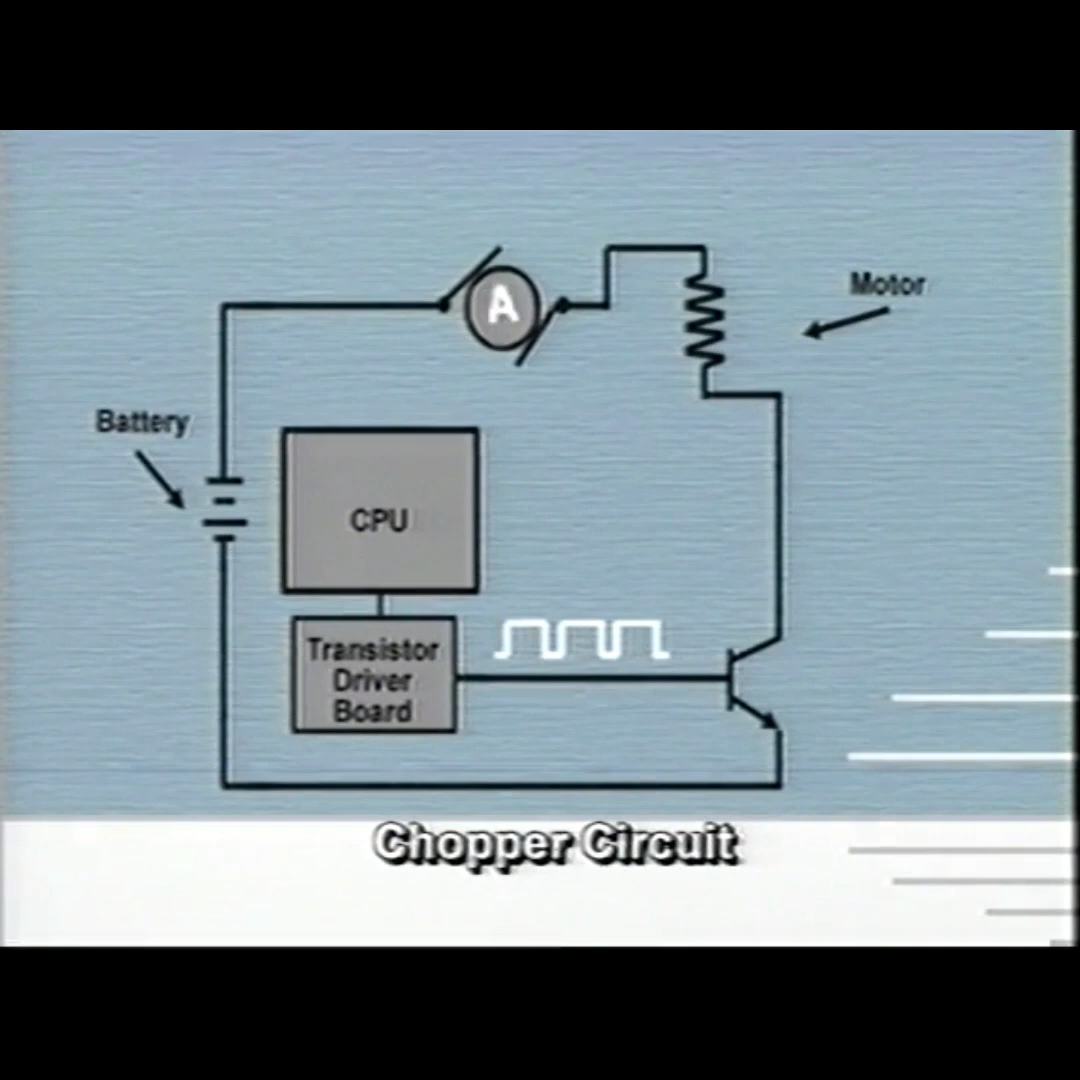 A
Motor
Battery
CPU
Transistor
Driver
Board
Chopper Circuit